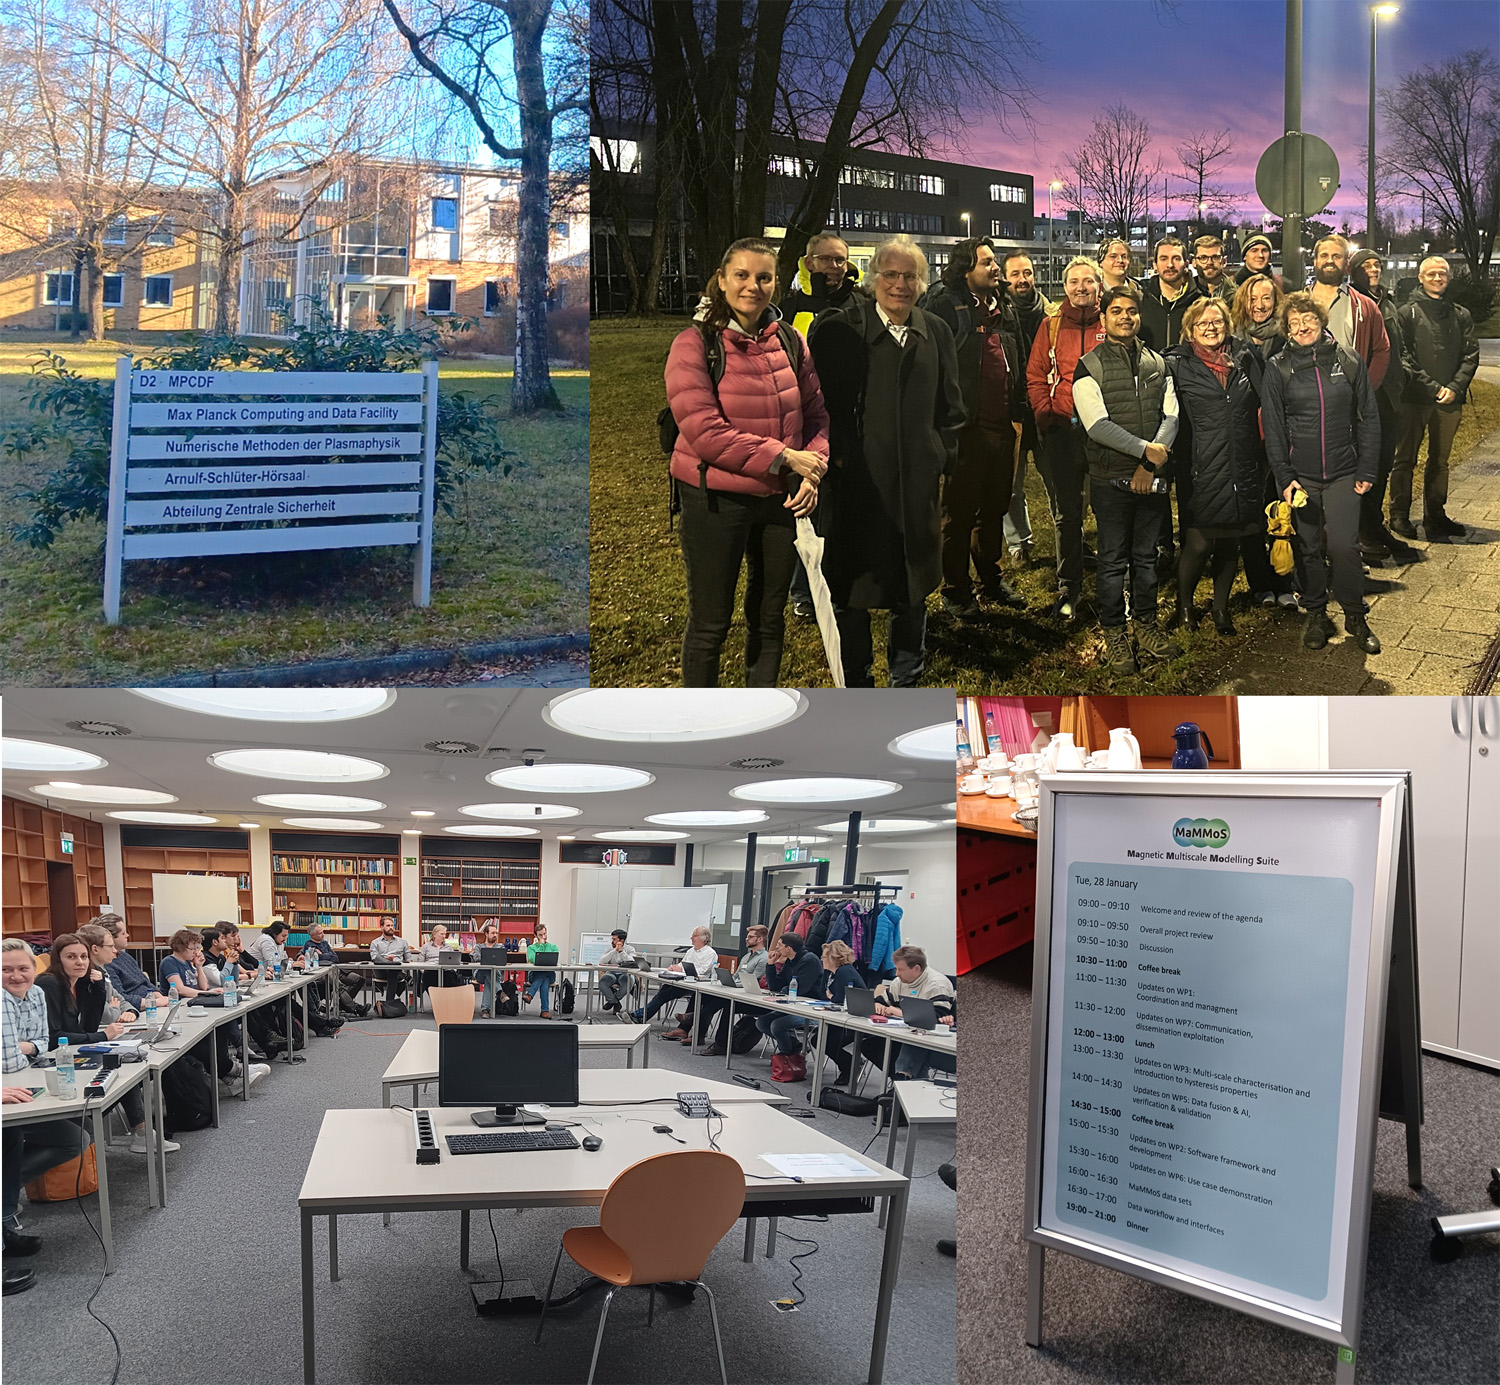 D2 - MPCDF
Max Planck Computing and Data Facility
Numerische Methoden der Plasmaphysik
Arnulf-Schlüter-Hörsaal
Abteilung Zentrale Sicherheit
MaMMoS
Magnetic Multiscale Modelling Suite
Tue, 28 January
09:00 – 09:10 Welcome and review of the agenda
09:10 – 09:50 Overall project review
09:50 – 10:30 Discussion
10:30 – 11:00 Coffee break
11:00 – 11:30 Updates on WP1:
Coordination and managment
11:30 – 12:00 Updates on WP7: Communication,
dissemination exploitation
12:00 – 13:00 Lunch
13:00 – 13:30 Updates on WP3: Multi-scale characterisation and
introduction to hysteresis properties
14:00 – 14:30 Updates on WP5: Data fusion & AI,
verification & validation
14:30 – 15:00 Coffee break
15:00 – 15:30 Updates on WP2: Software framework and
development
15:30 – 16:00 Updates on WP6: Use case demonstration
16:00 – 16:30 MaMMoS data sets
16:30 – 17:00 Data workflow and interfaces
19:00 – 21:00 Dinner